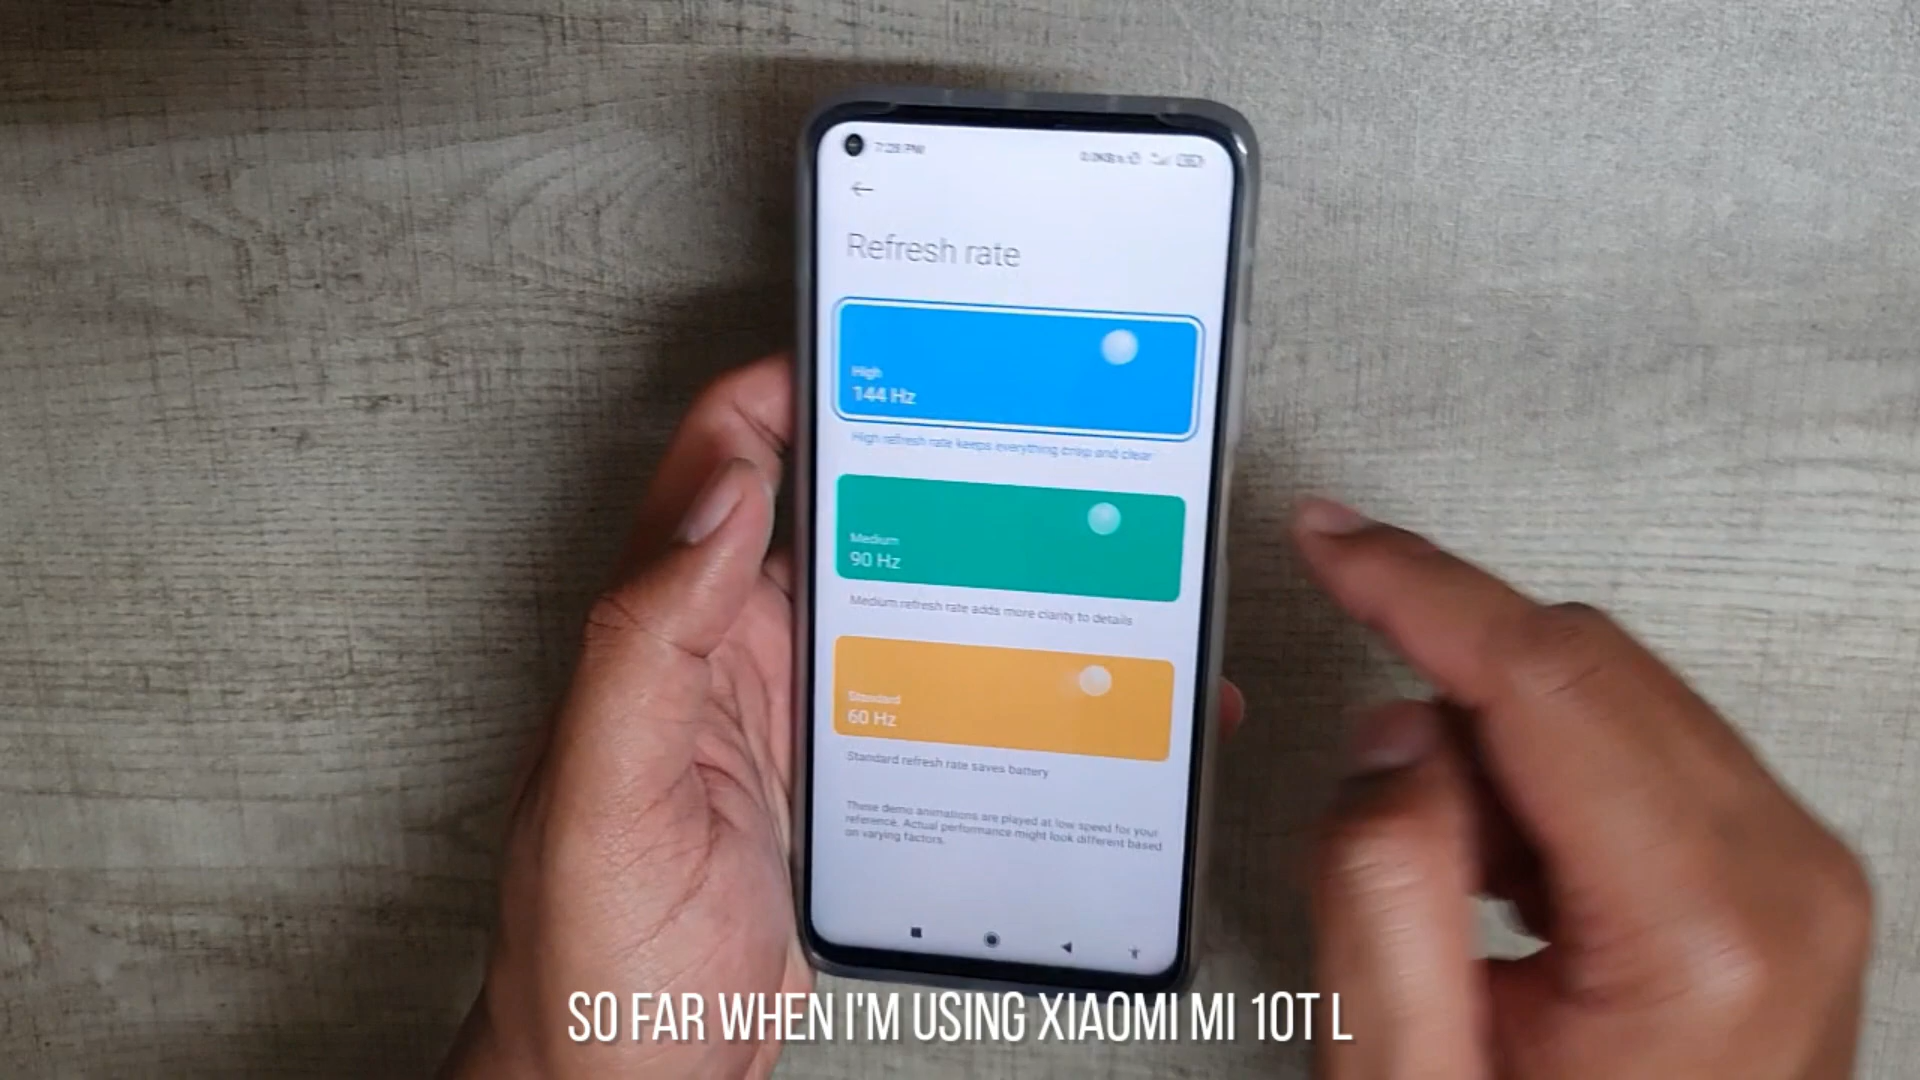 7:29 PM
Refresh rate
High
144 Hz
High refresh rate keeps everything crisp and clear
Medium
90 Hz
Medium refresh rate adds more clarity to details
Standard
60 Hz
Standard refresh rate saves battery
These demo animations are played at low speed for your
reference. Actual performance might look different based
on varying factors.
SO FAR WHEN I'M USING XIAOMI MI 10T L